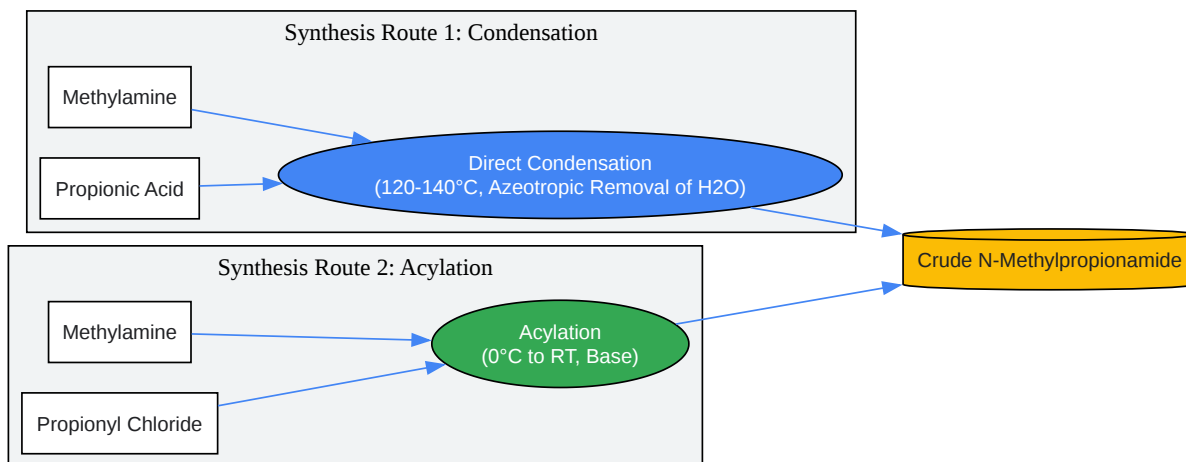 Synthesis Route 1: Condensation
Methylamine
Propionic Acid
Direct Condensation
(120-140°C, Azeotropic Removal of H2O)
Synthesis Route 2: Acylation
Methylamine
Propionyl Chloride
Acylation
(0°C to RT, Base)
Crude N-Methylpropionamide